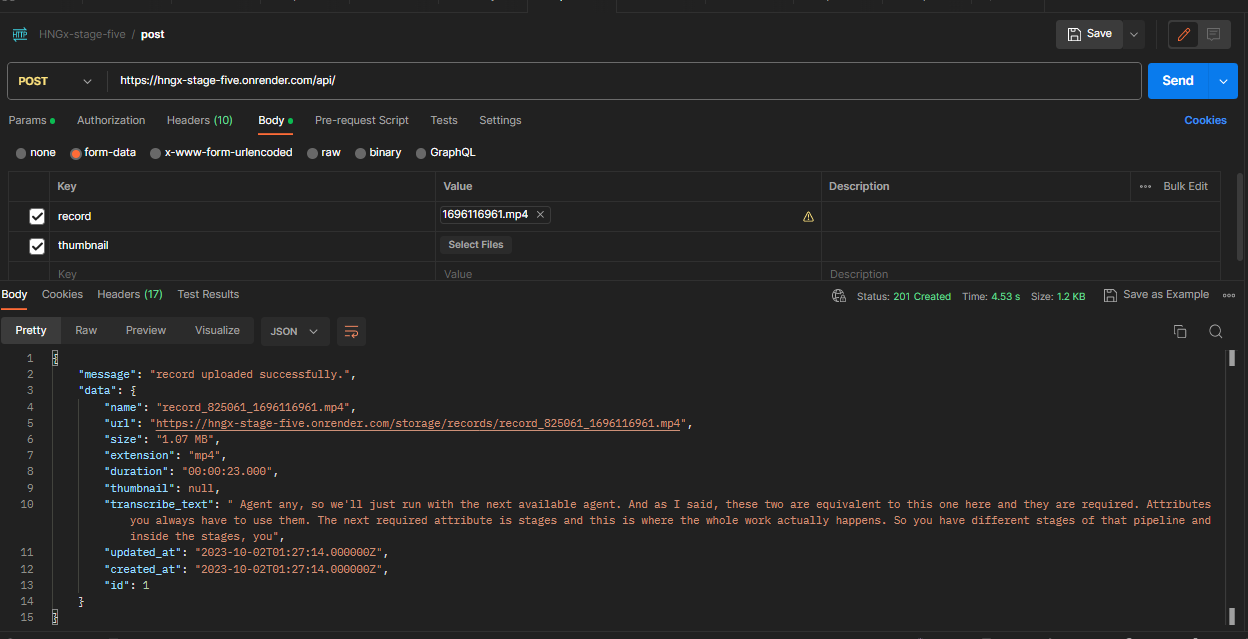 HTTP HNGx-stage-five / post Save
POST https://hngx-stage-five.onrender.com/api/ Send
Params Authorization Headers (10) Body Pre-request Script Tests Settings Cookies
none form-data x-www-form-urlencoded raw binary GraphQL
Key Value Description Bulk Edit
record 1696116961.mp4
thumbnail Select Files
Key Value Description
Body Cookies Headers (17) Test Results Status: 201 Created Time: 4.53 s Size: 1.2 KB Save as Example
Pretty Raw Preview Visualize JSON
1 {
2 "message": "record uploaded successfully.",
3 "data": {
4 "name": "record_825061_1696116961.mp4",
5 "url": "https://hngx-stage-five.onrender.com/storage/records/record_825061_1696116961.mp4",
6 "size": "1.07 MB",
7 "extension": "mp4",
8 "duration": "00:00:23.000",
9 "thumbnail": null,
10 "transcribe_text": " Agent any, so we'll just run with the next available agent. And as I said, these two are equivalent to this one here and they are required. Attributes
you always have to use them. The next required attribute is stages and this is where the whole work actually happens. So you have different stages of that pipeline and
inside the stages, you",
11 "updated_at": "2023-10-02T01:27:14.000000Z",
12 "created_at": "2023-10-02T01:27:14.000000Z",
13 "id": 1
14 }
15 }